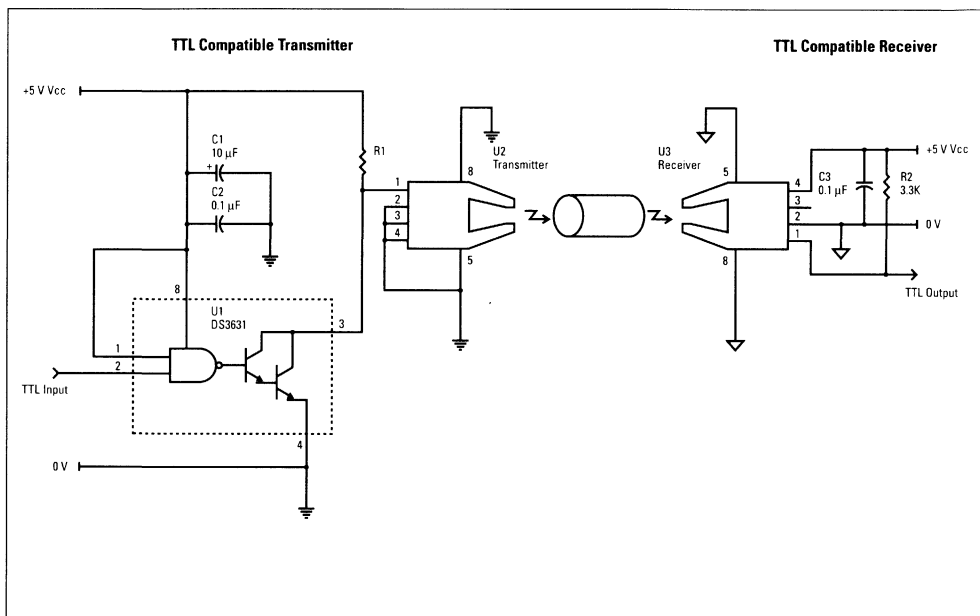 TTL Compatible Transmitter
TTL Compatible Receiver
+5 V Vcc
C1
10 µF
+
C2
0.1 µF
R1
1
2
3
4
8
5
U2
Transmitter
U3
Receiver
5
8
4
3
2
1
C3
0.1 µF
R2
3.3K
+5 V Vcc
0 V
TTL Output
8
U1
DS3631
3
1
2
TTL Input
4
0 V